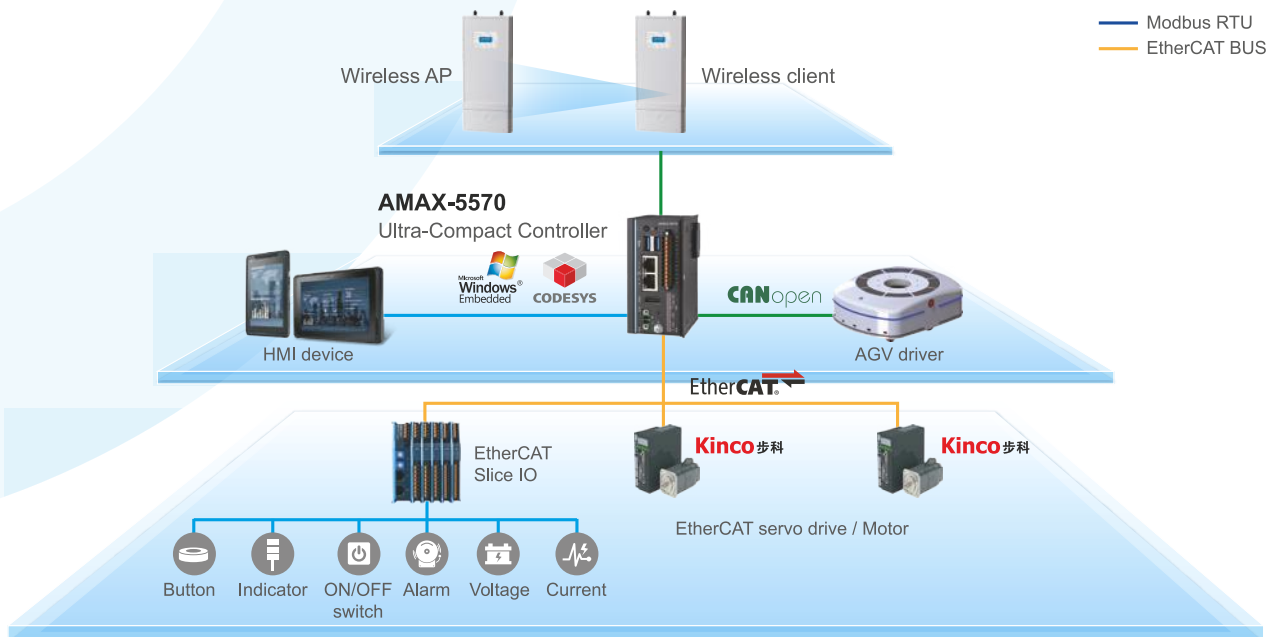 Modbus RTU
EtherCAT BUS
Wireless AP
Wireless client
AMAX-5570
Ultra-Compact Controller
Microsoft
Windows®
Embedded
CODESYS
CANopen
HMI device
AGV driver
EtherCAT®
EtherCAT
Slice IO
Kinco步科
Kinco步科
EtherCAT servo drive / Motor
Button
Indicator
ON/OFF
switch
Alarm
Voltage
Current